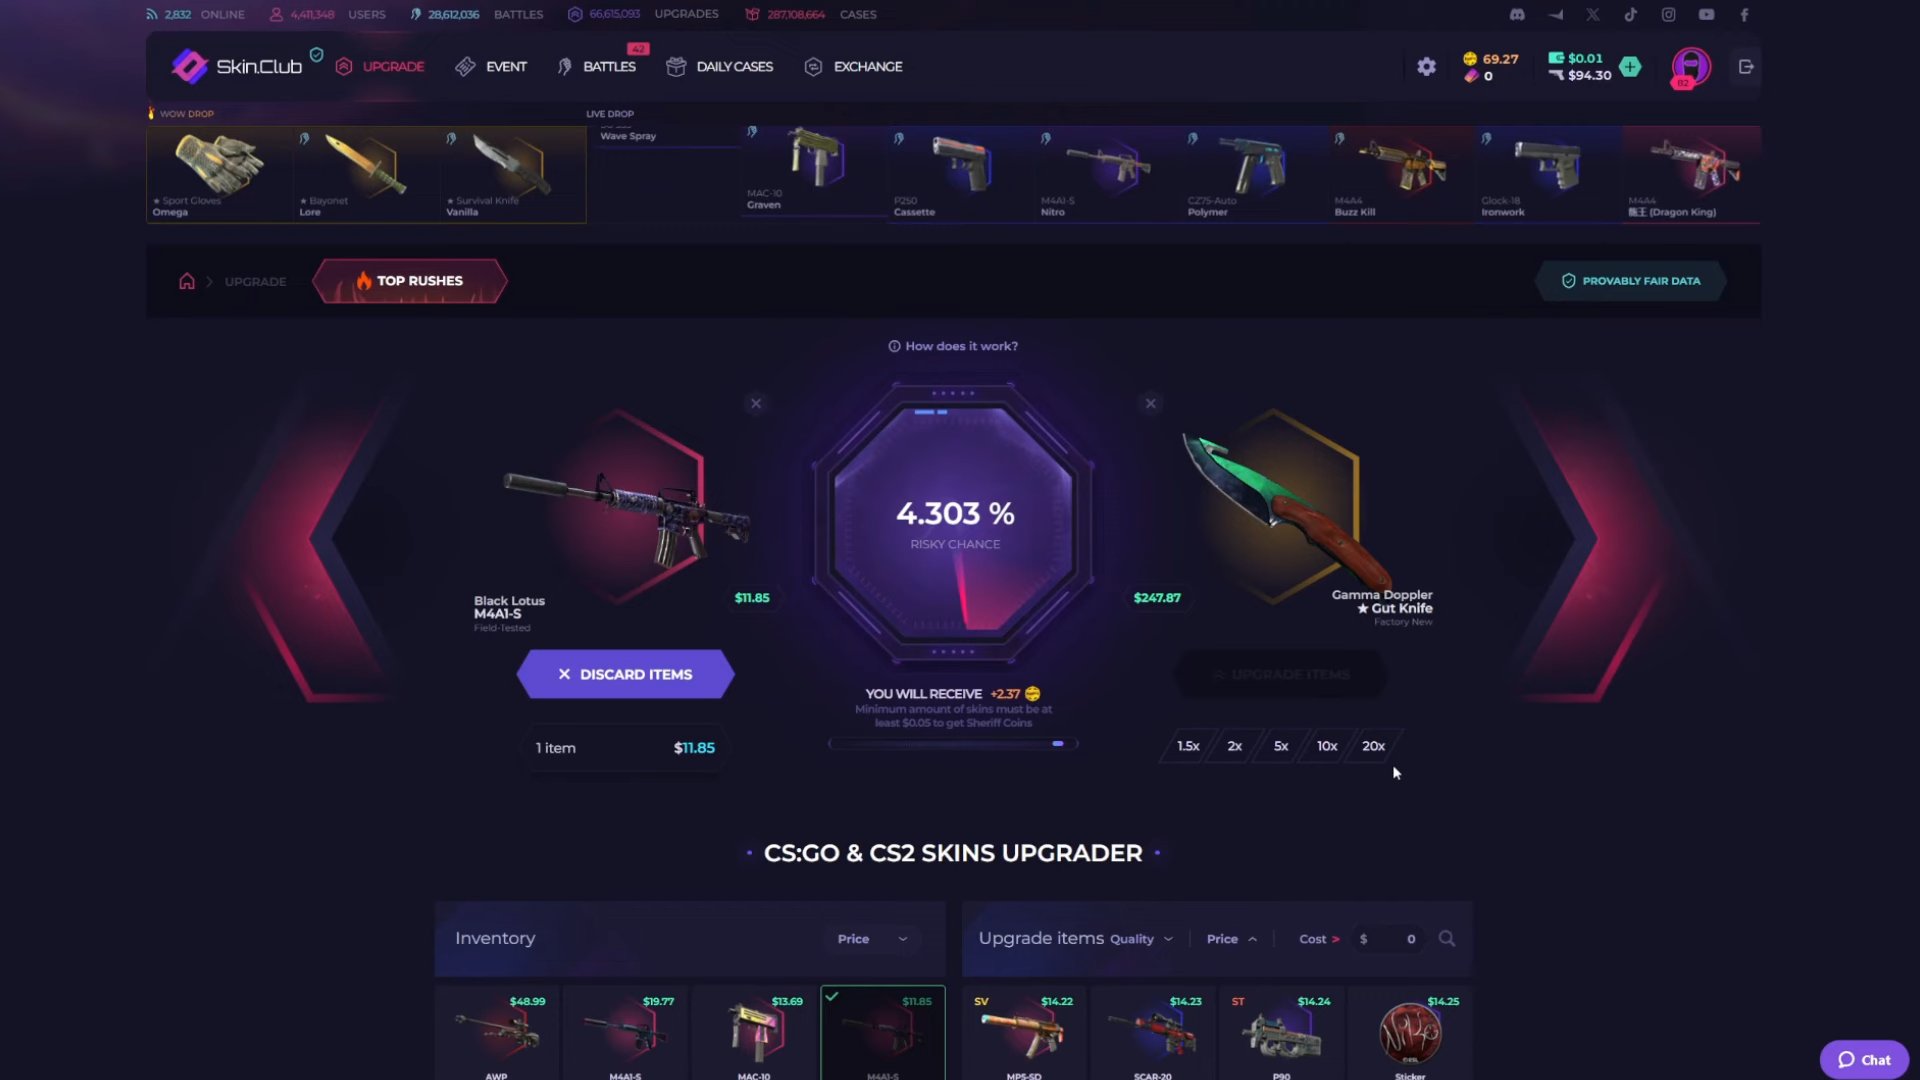 2,832 ONLINE 4,411,348 USERS 28,612,036 BATTLES 66,615,093 UPGRADES 287,108,664 CASES
Skin.Club UPGRADE EVENT BATTLES 42 DAILY CASES EXCHANGE 69.27 0 $0.01 $94.30 82
WOW DROP LIVE DROP
★ Sport Gloves
Omega
★ Bayonet
Lore
★ Survival Knife
Vanilla
Wave Spray
MAC-10
Graven
P250
Cassette
M4A1-S
Nitro
CZ75-Auto
Polymer
M4A4
Buzz Kill
Glock-18
Ironwork
M4A4
龍王 (Dragon King)
UPGRADE TOP RUSHES PROVABLY FAIR DATA
How does it work?
4.303 %
RISKY CHANCE
Black Lotus
M4A1-S
Field-Tested
$11.85
$247.87
Gamma Doppler
★ Gut Knife
Factory New
DISCARD ITEMS
UPGRADE ITEMS
YOU WILL RECEIVE +2.37
Minimum amount of skins must be at
least $0.05 to get Sheriff Coins
1 item $11.85
1.5x 2x 5x 10x 20x
CS:GO & CS2 SKINS UPGRADER
Inventory Price
Upgrade items Quality Price Cost > $ 0
$48.99 $19.77 $13.69 $11.85 SV $14.22 $14.23 ST $14.24 $14.25
AWP M4A1-S MAC-10 M4A1-S MP5-SD SCAR-20 P90 Sticker
Chat